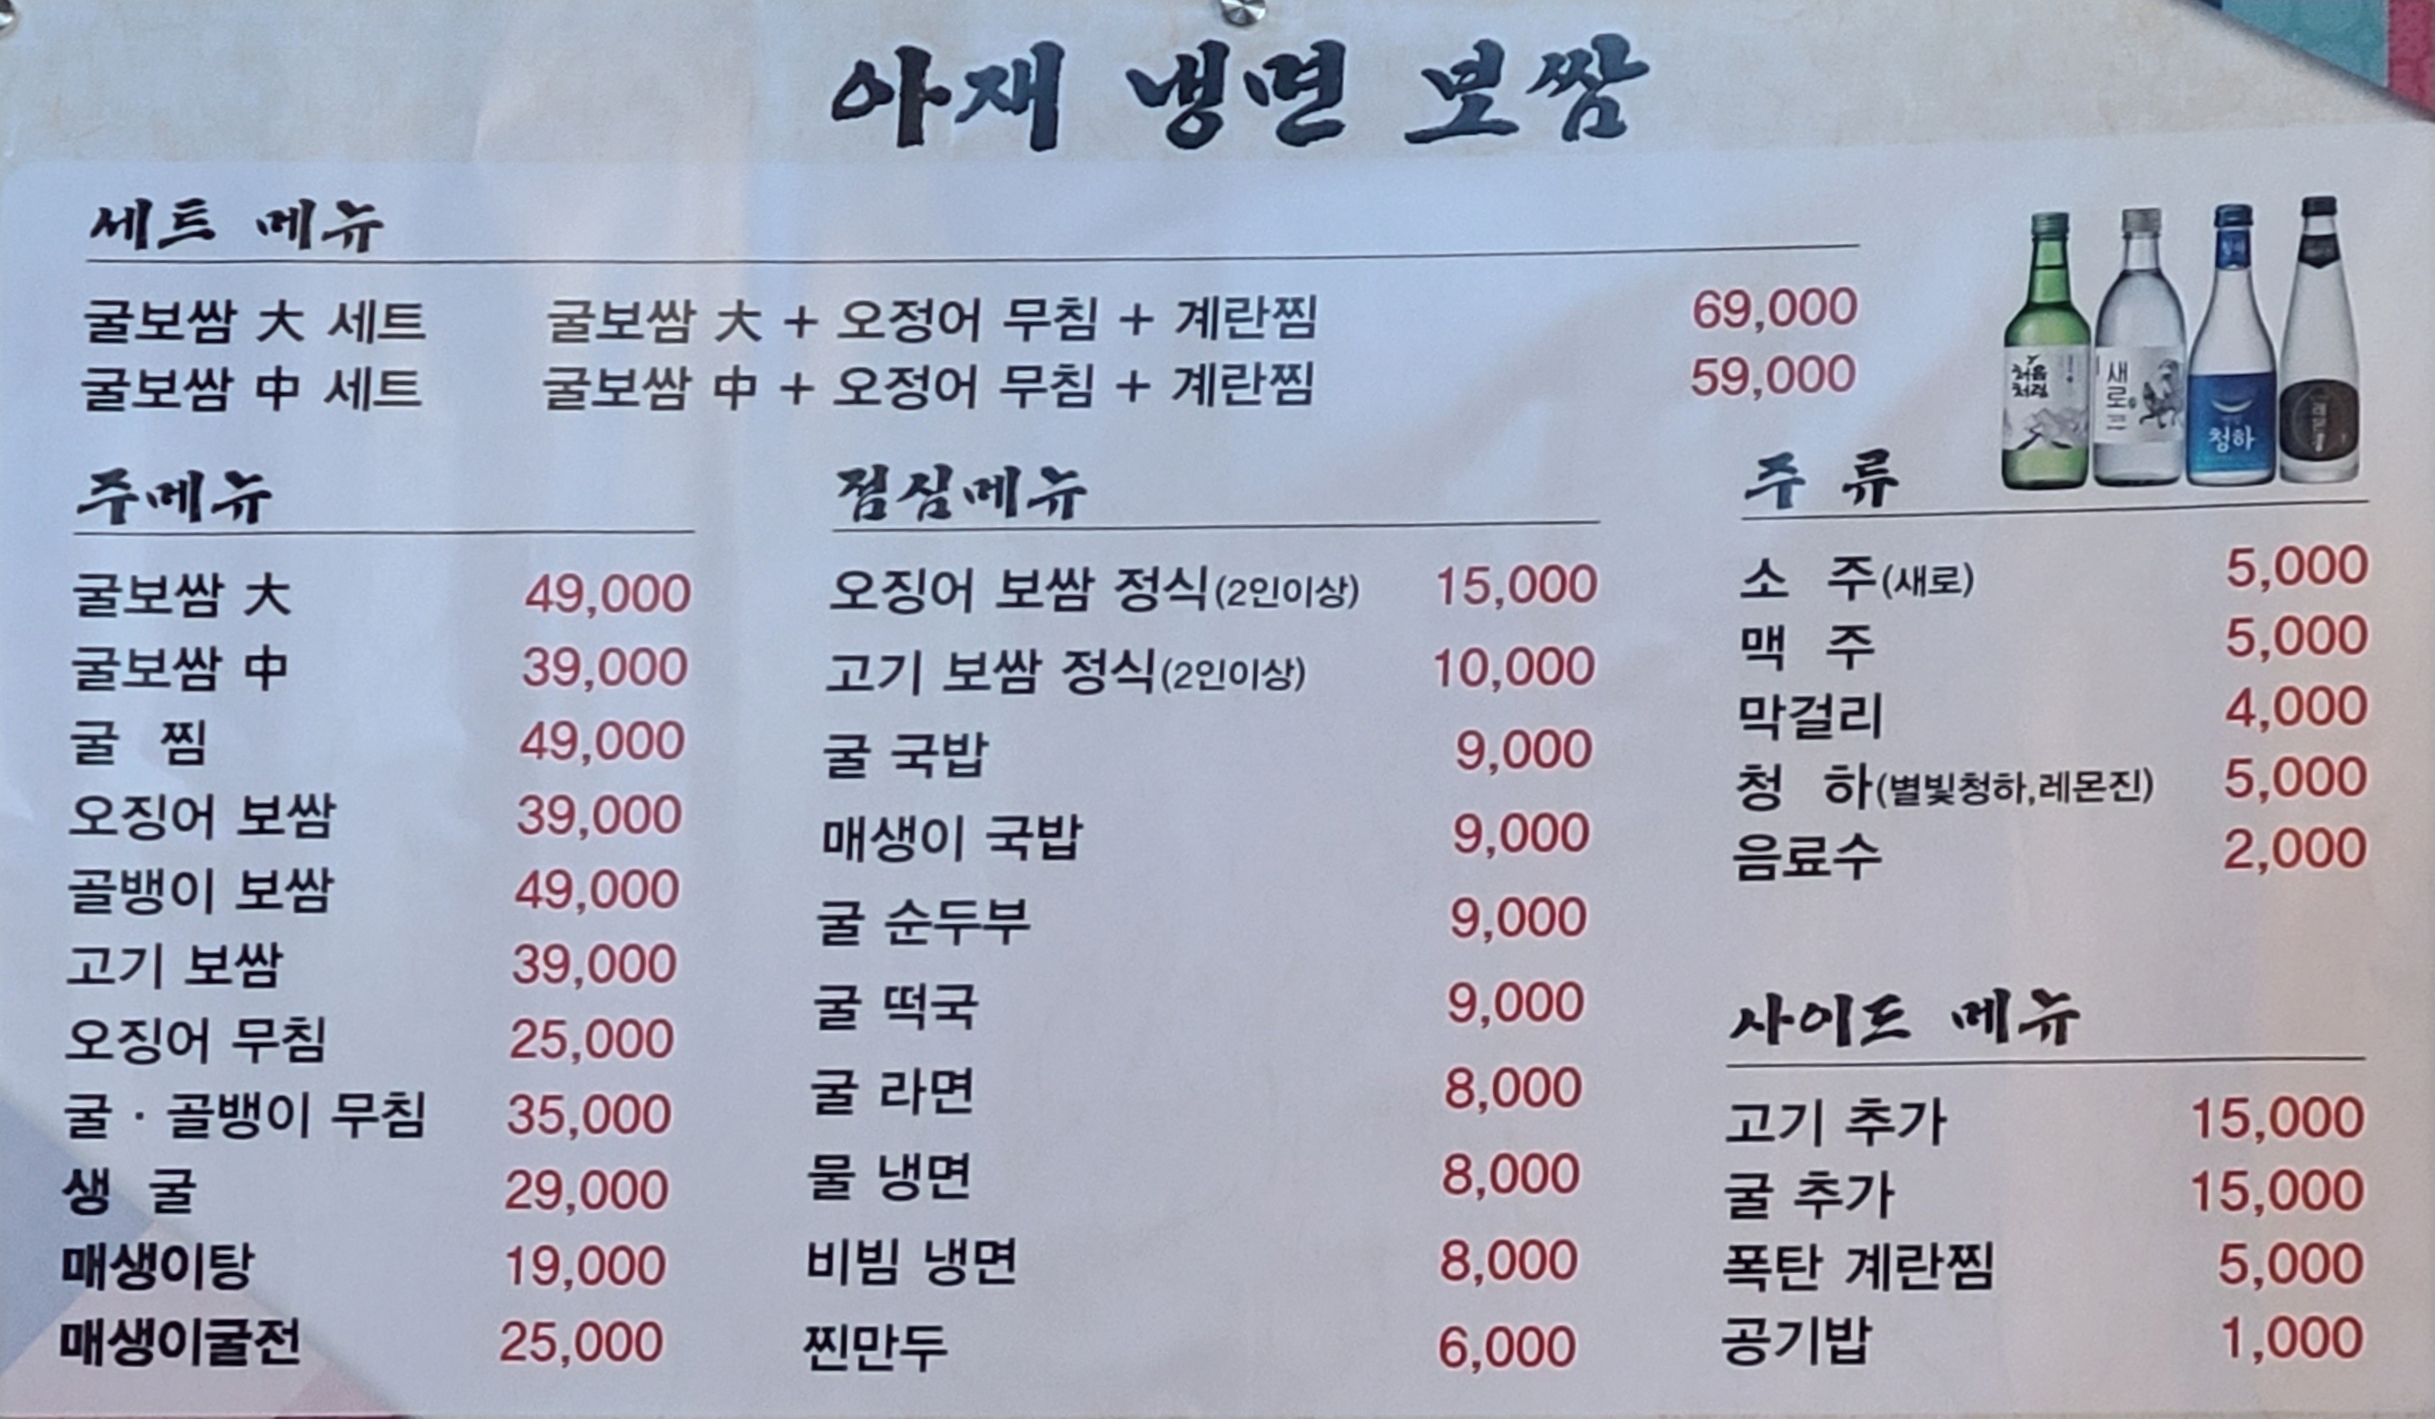 아재 냉면 보쌈
세트 메뉴
굴보쌈 大 세트 굴보쌈 大 + 오정어 무침 + 계란찜 69,000
굴보쌈 中 세트 굴보쌈 中 + 오정어 무침 + 계란찜 59,000
주메뉴
굴보쌈 大 49,000
굴보쌈 中 39,000
굴 찜 49,000
오징어 보쌈 39,000
골뱅이 보쌈 49,000
고기 보쌈 39,000
오징어 무침 25,000
굴 · 골뱅이 무침 35,000
생 굴 29,000
매생이탕 19,000
매생이굴전 25,000
점심메뉴
오징어 보쌈 정식(2인이상) 15,000
고기 보쌈 정식(2인이상) 10,000
굴 국밥 9,000
매생이 국밥 9,000
굴 순두부 9,000
굴 떡국 9,000
굴 라면 8,000
물 냉면 8,000
비빔 냉면 8,000
찐만두 6,000
처음
처럼
새로
청하
주 류
소 주(새로) 5,000
맥 주 5,000
막걸리 4,000
청 하(별빛청하,레몬진) 5,000
음료수 2,000
사이드 메뉴
고기 추가 15,000
굴 추가 15,000
폭탄 계란찜 5,000
공기밥 1,000